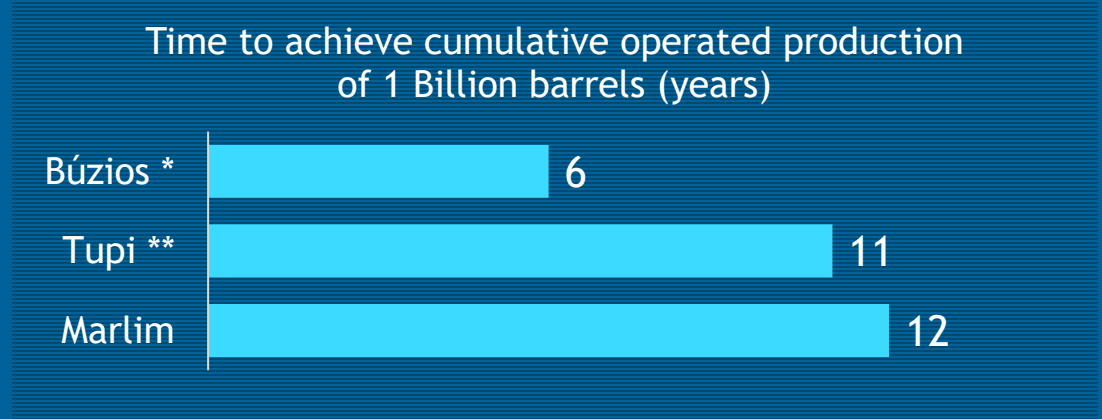 Time to achieve cumulative operated production
of 1 Billion barrels (years)
Búzios * 6
Tupi ** 11
Marlim 12